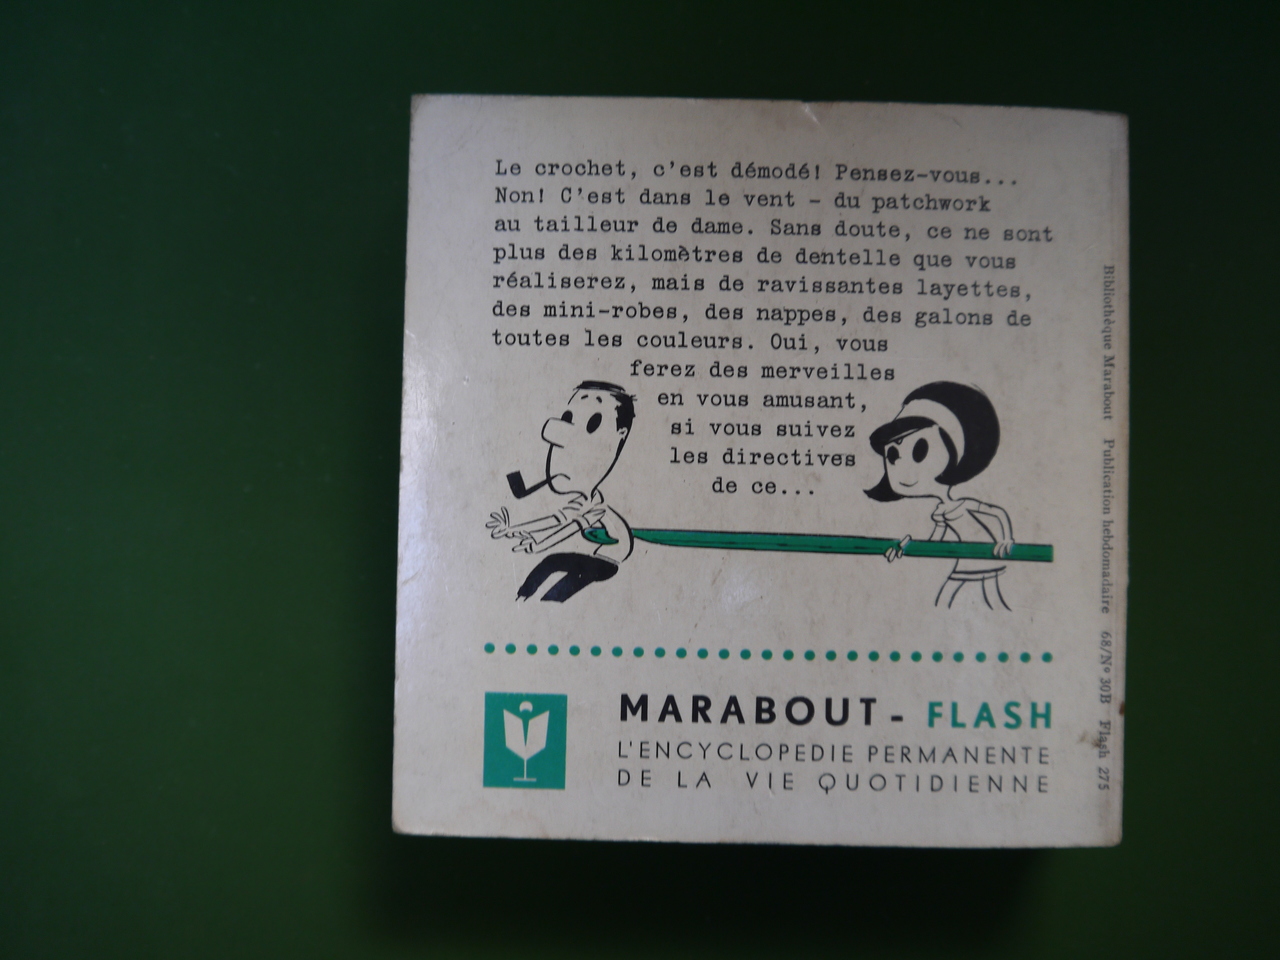 Le crochet, c'est démodé! Pensez-vous...
Non! C'est dans le vent - du patchwork
au tailleur de dame. Sans doute, ce ne sont
plus des kilomètres de dentelle que vous
réaliserez, mais de ravissantes layettes,
des mini-robes, des nappes, des galons de
toutes les couleurs. Oui, vous
ferez des merveilles
en vous amusant,
si vous suivez
les directives
de ce...
MARABOUT - FLASH
L'ENCYCLOPEDIE PERMANENTE
DE LA VIE QUOTIDIENNE
Bibliothèque Marabout Publication hebdomadaire 68/Nº 30B Flash 275